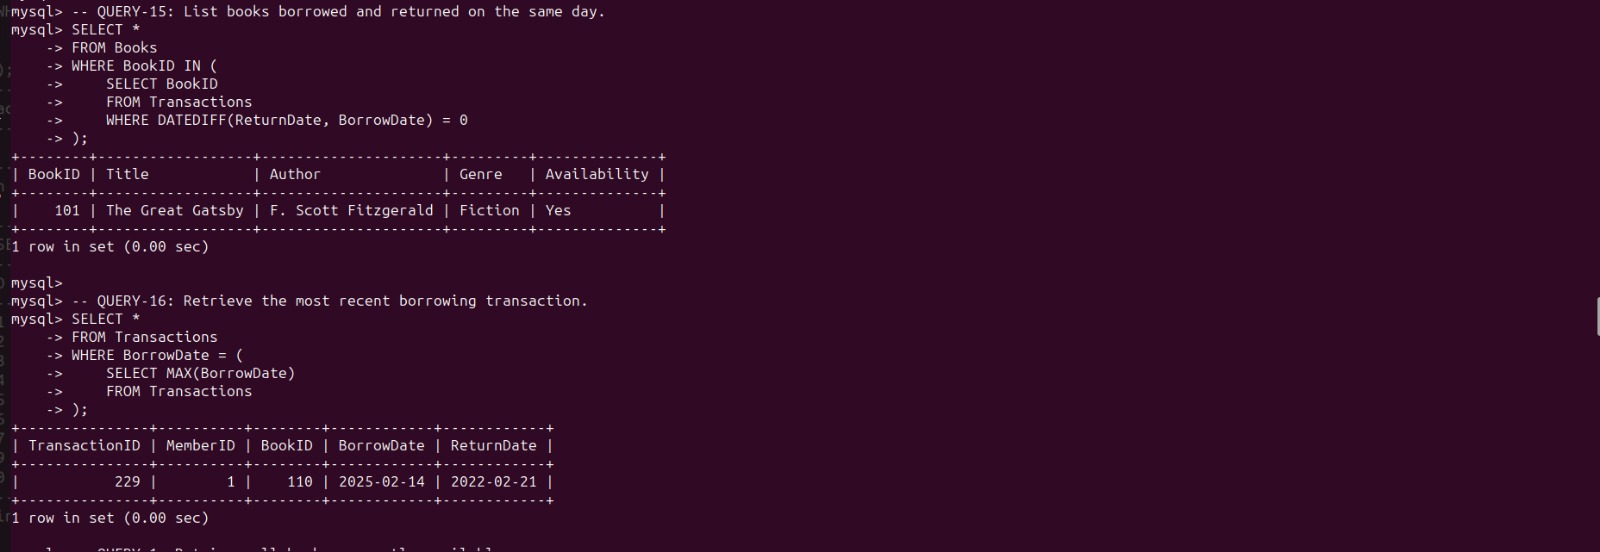 mysql> -- QUERY-15: List books borrowed and returned on the same day.
mysql> SELECT *
    -> FROM Books
    -> WHERE BookID IN (
    ->     SELECT BookID
    ->     FROM Transactions
    ->     WHERE DATEDIFF(ReturnDate, BorrowDate) = 0
    -> );
+--------+------------------+---------------------+---------+--------------+
| BookID | Title            | Author              | Genre   | Availability |
+--------+------------------+---------------------+---------+--------------+
|    101 | The Great Gatsby | F. Scott Fitzgerald | Fiction | Yes          |
+--------+------------------+---------------------+---------+--------------+
1 row in set (0.00 sec)
mysql>
mysql> -- QUERY-16: Retrieve the most recent borrowing transaction.
mysql> SELECT *
    -> FROM Transactions
    -> WHERE BorrowDate = (
    ->     SELECT MAX(BorrowDate)
    ->     FROM Transactions
    -> );
+---------------+----------+--------+------------+------------+
| TransactionID | MemberID | BookID | BorrowDate | ReturnDate |
+---------------+----------+--------+------------+------------+
|           229 |        1 |    110 | 2025-02-14 | 2022-02-21 |
+---------------+----------+--------+------------+------------+
1 row in set (0.00 sec)